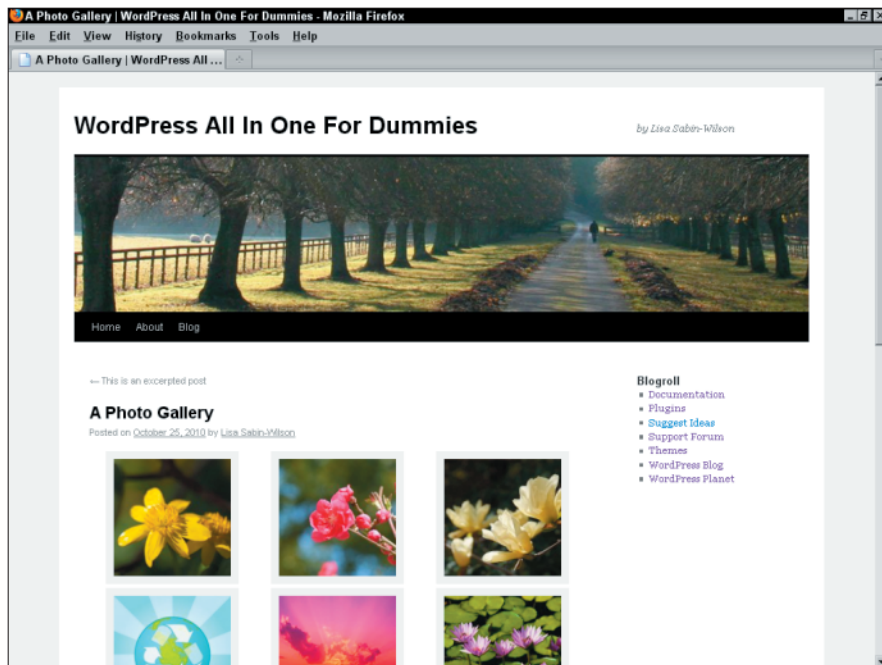 A Photo Gallery | WordPress All In One For Dummies - Mozilla Firefox
File Edit View History Bookmarks Tools Help
A Photo Gallery | WordPress All ...
WordPress All In One For Dummies
by Lisa Sabin-Wilson
Home About Blog
← This is an excerpted post
A Photo Gallery
Posted on October 25, 2010 by Lisa Sabin-Wilson
Blogroll
Documentation
Plugins
Suggest Ideas
Support Forum
Themes
WordPress Blog
WordPress Planet